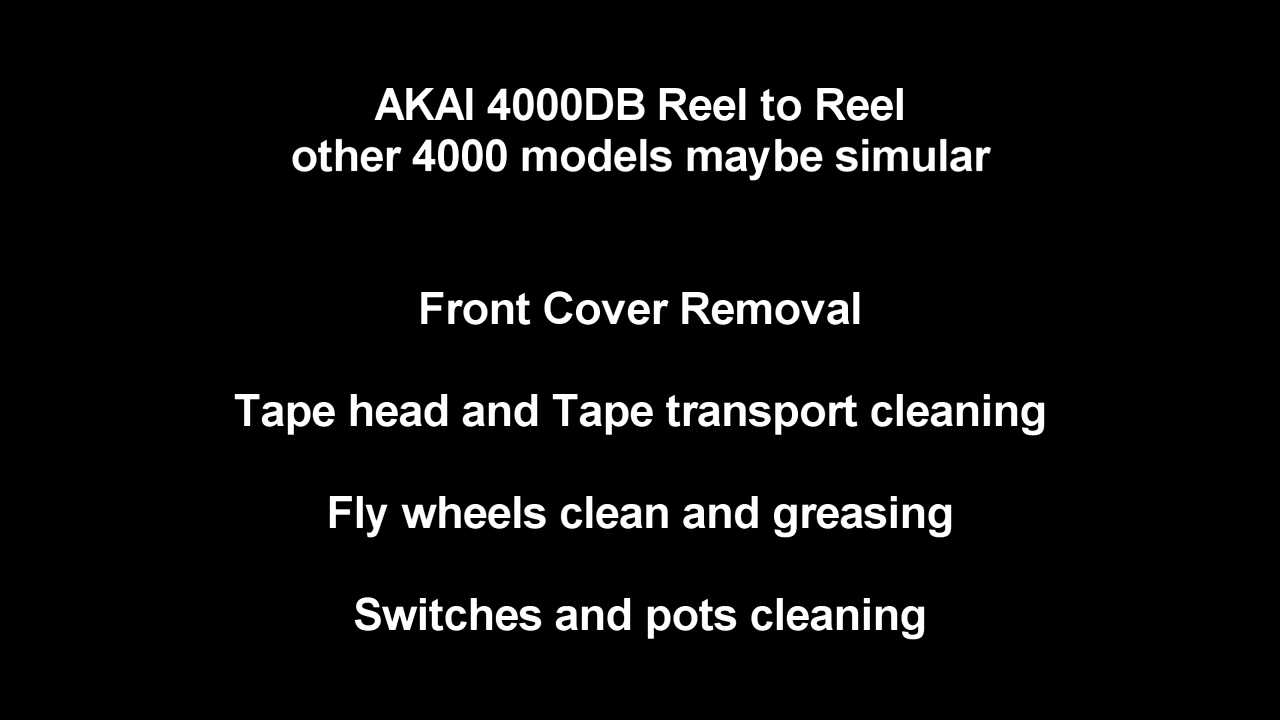 AKAI 4000DB Reel to Reel
other 4000 models maybe simular
Front Cover Removal
Tape head and Tape transport cleaning
Fly wheels clean and greasing
Switches and pots cleaning